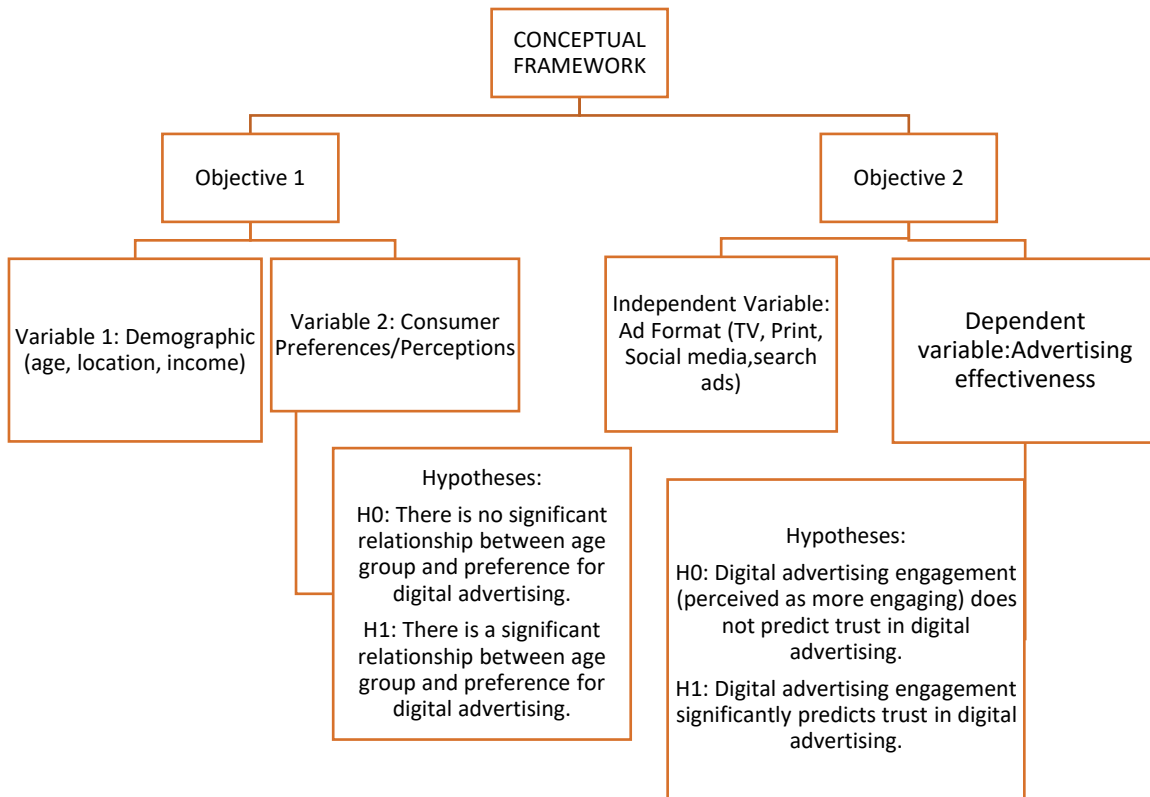 CONCEPTUAL
FRAMEWORK
Objective 1
Objective 2
Variable 1: Demographic
(age, location, income)
Variable 2: Consumer
Preferences/Perceptions
Independent Variable:
Ad Format (TV, Print,
Social media,search
ads)
Dependent
variable:Advertising
effectiveness
Hypotheses:
H0: There is no significant
relationship between age
group and preference for
digital advertising.
H1: There is a significant
relationship between age
group and preference for
digital advertising.
Hypotheses:
H0: Digital advertising engagement
(perceived as more engaging) does
not predict trust in digital
advertising.
H1: Digital advertising engagement
significantly predicts trust in digital
advertising.